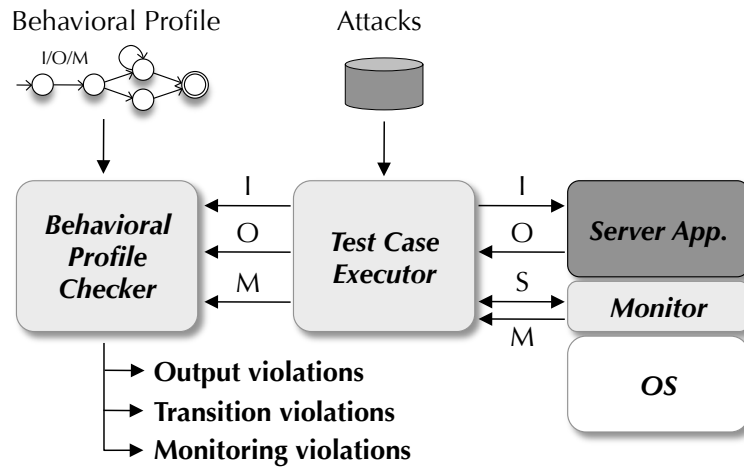 Behavioral Profile
Attacks
I/O/M
I
I
Behavioral
Profile
Checker
O
Test Case
Executor
O
Server App.
M
S
Monitor
M
OS
Output violations
Transition violations
Monitoring violations